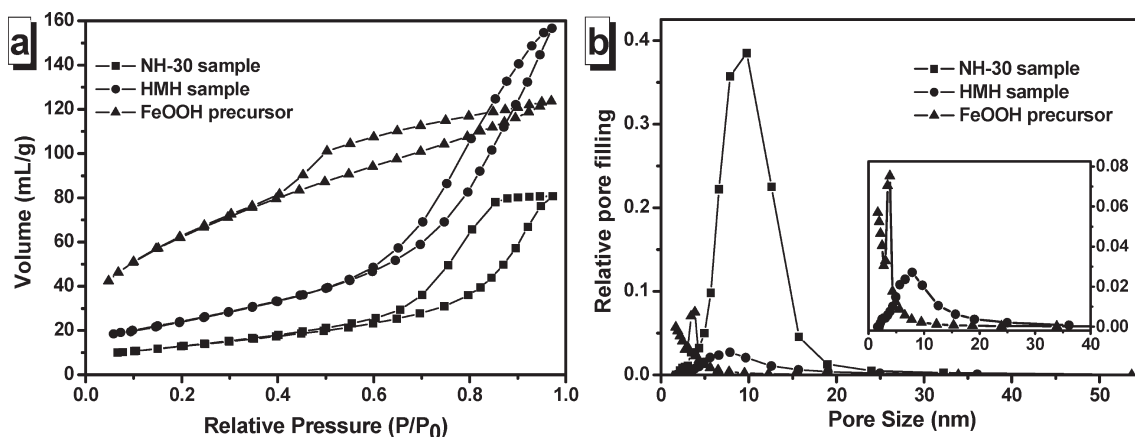 a
160
140
120
100
80
60
40
20
0
Volume (mL/g)
NH-30 sample
HMH sample
FeOOH precursor
0.0 0.2 0.4 0.6 0.8 1.0
Relative Pressure (P/P0)
b
0.4
0.3
0.2
0.1
0.0
Relative pore filling
NH-30 sample
HMH sample
FeOOH precursor
0.08
0.06
0.04
0.02
0.00
0 10 20 30 40
0 10 20 30 40 50
Pore Size (nm)